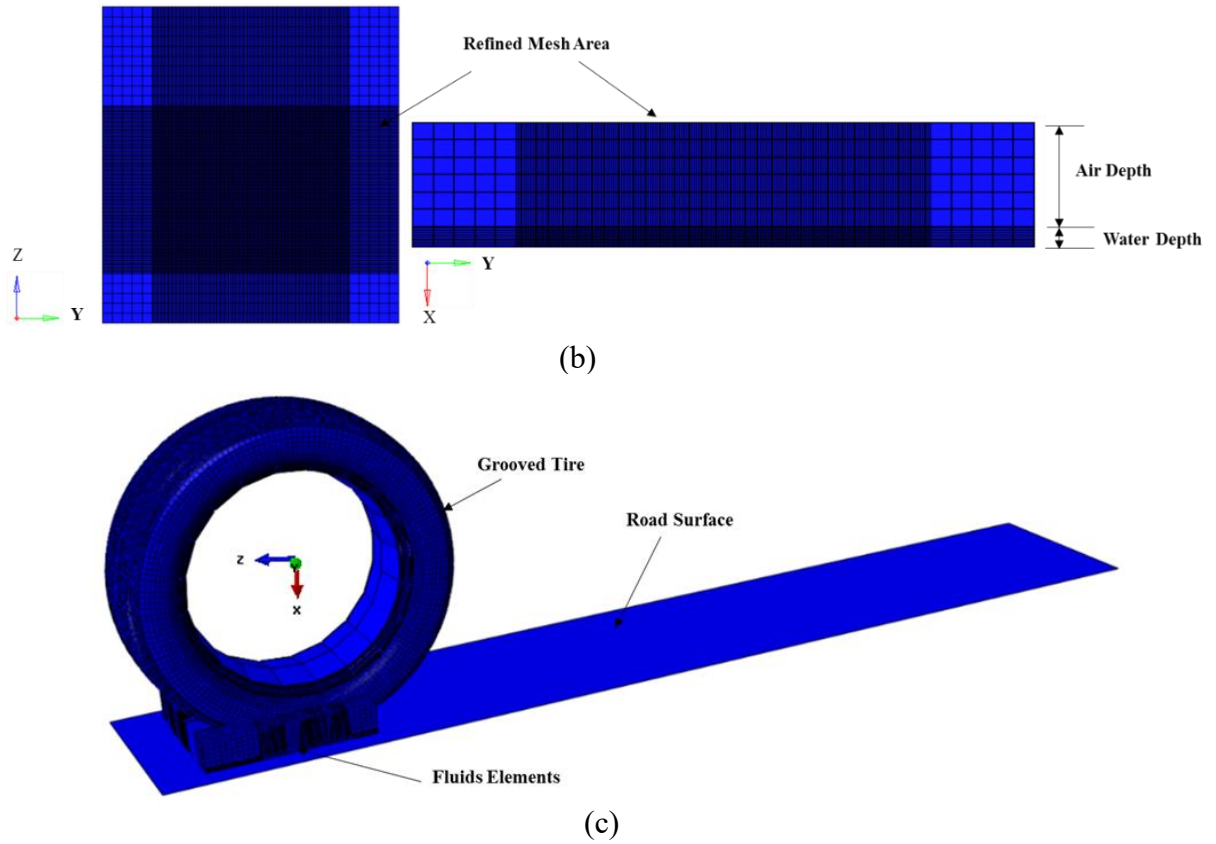 Refined Mesh Area
Air Depth
Water Depth
Z
Y
Y
X
(b)
Grooved Tire
Road Surface
Z
X
Fluids Elements
(c)